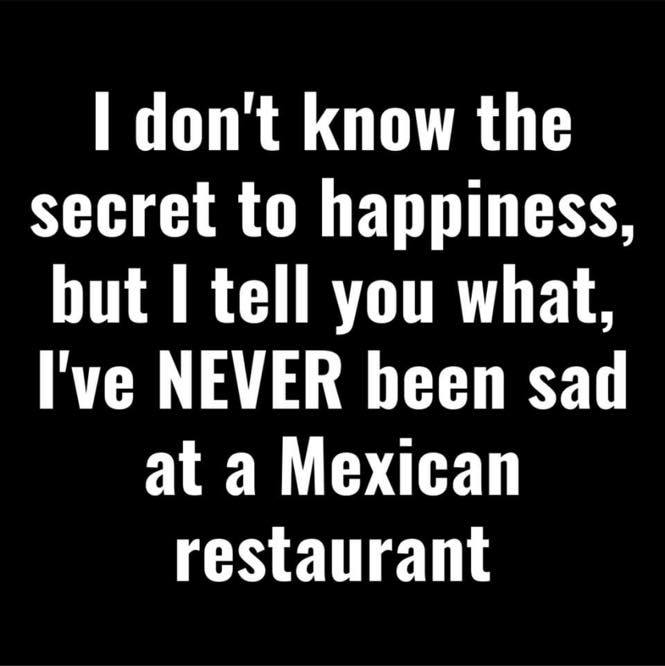 I don't know the
secret to happiness,
but I tell you what,
I've NEVER been sad
at a Mexican
restaurant